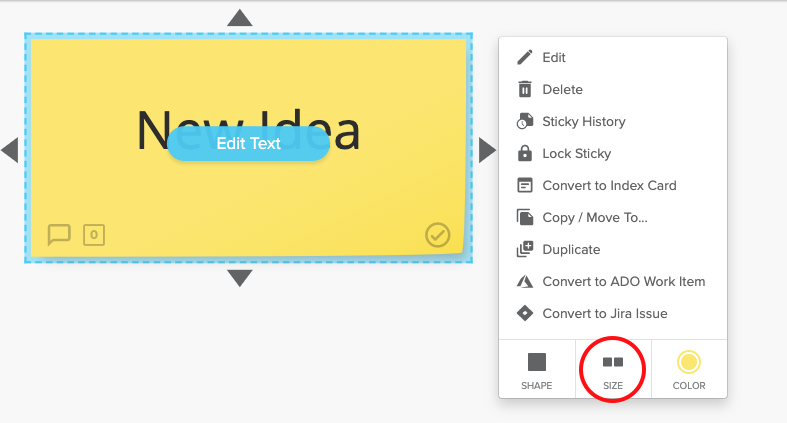 New Idea
Edit Text
0
Edit
Delete
Sticky History
Lock Sticky
Convert to Index Card
Copy / Move To...
Duplicate
Convert to ADO Work Item
Convert to Jira Issue
SHAPE
SIZE
COLOR